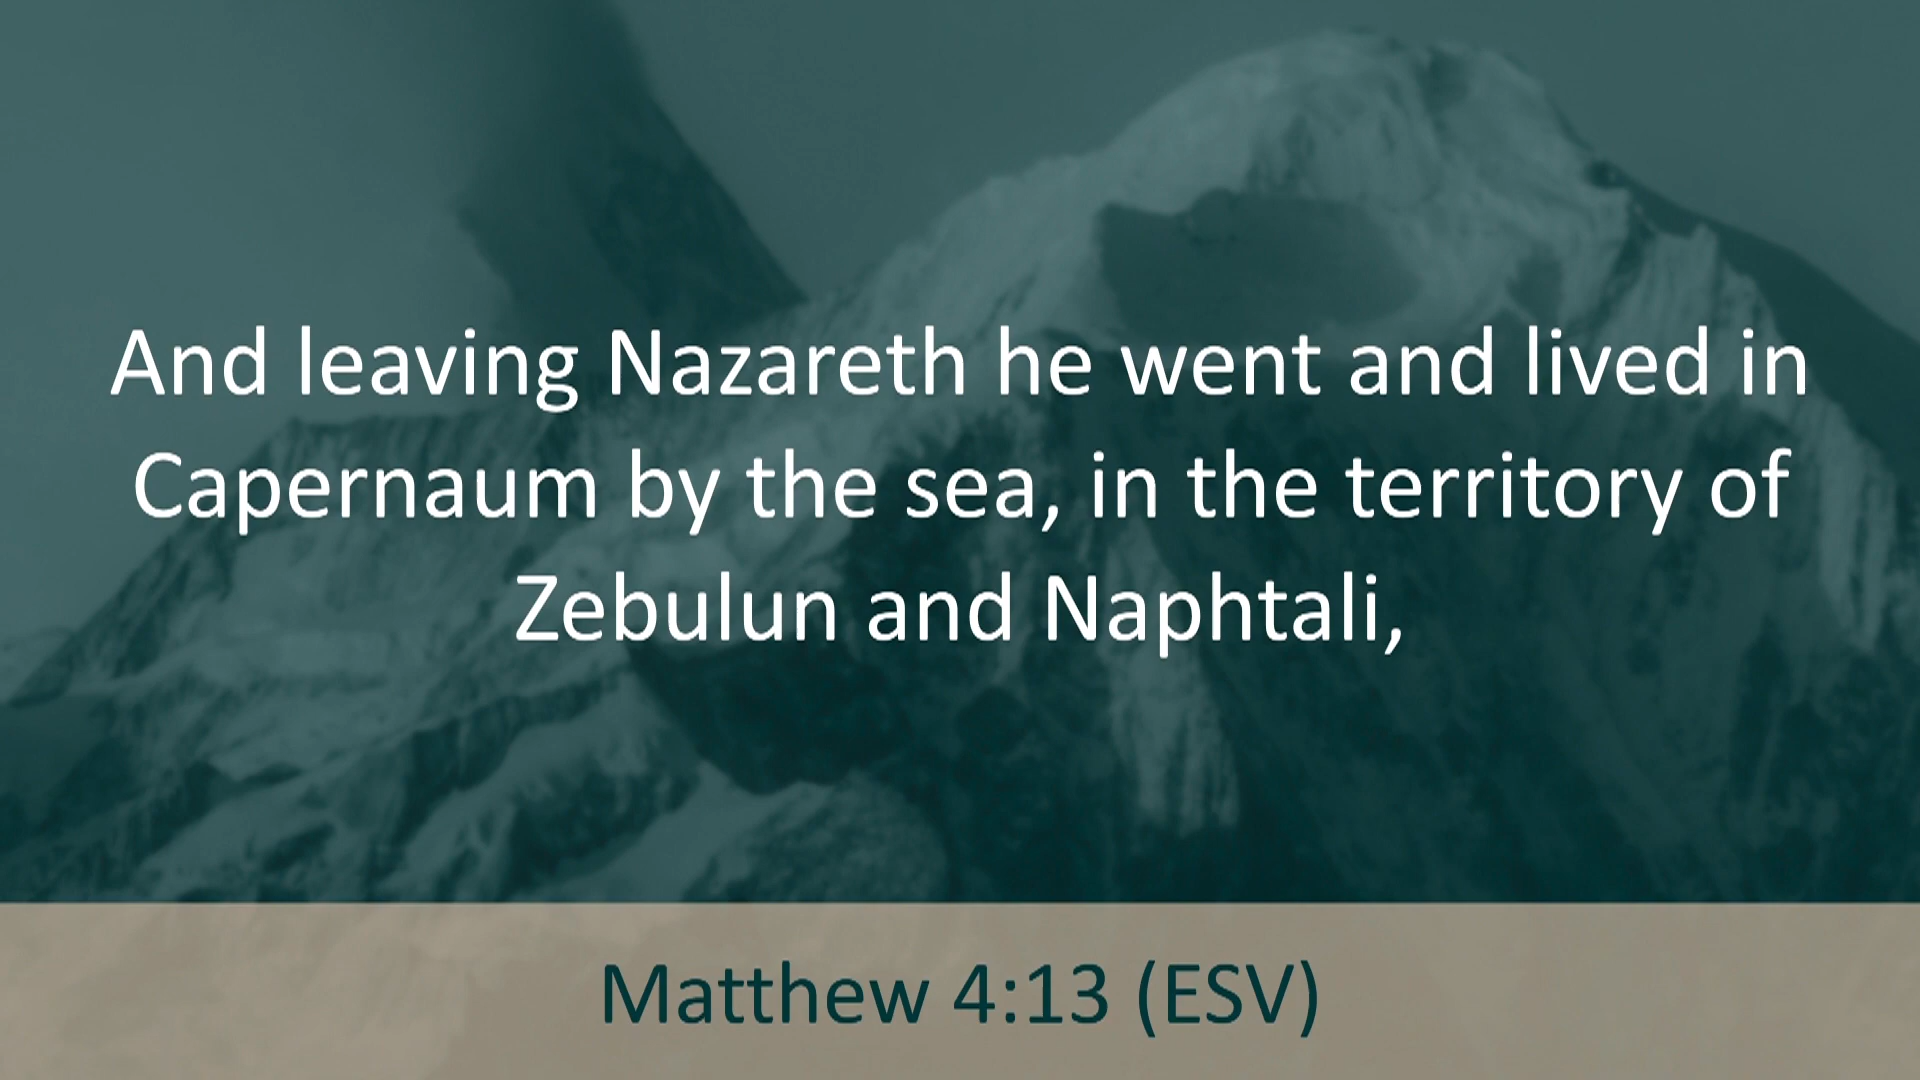 And leaving Nazareth he went and lived in
Capernaum by the sea, in the territory of
Zebulun and Naphtali,
Matthew 4:13 (ESV)